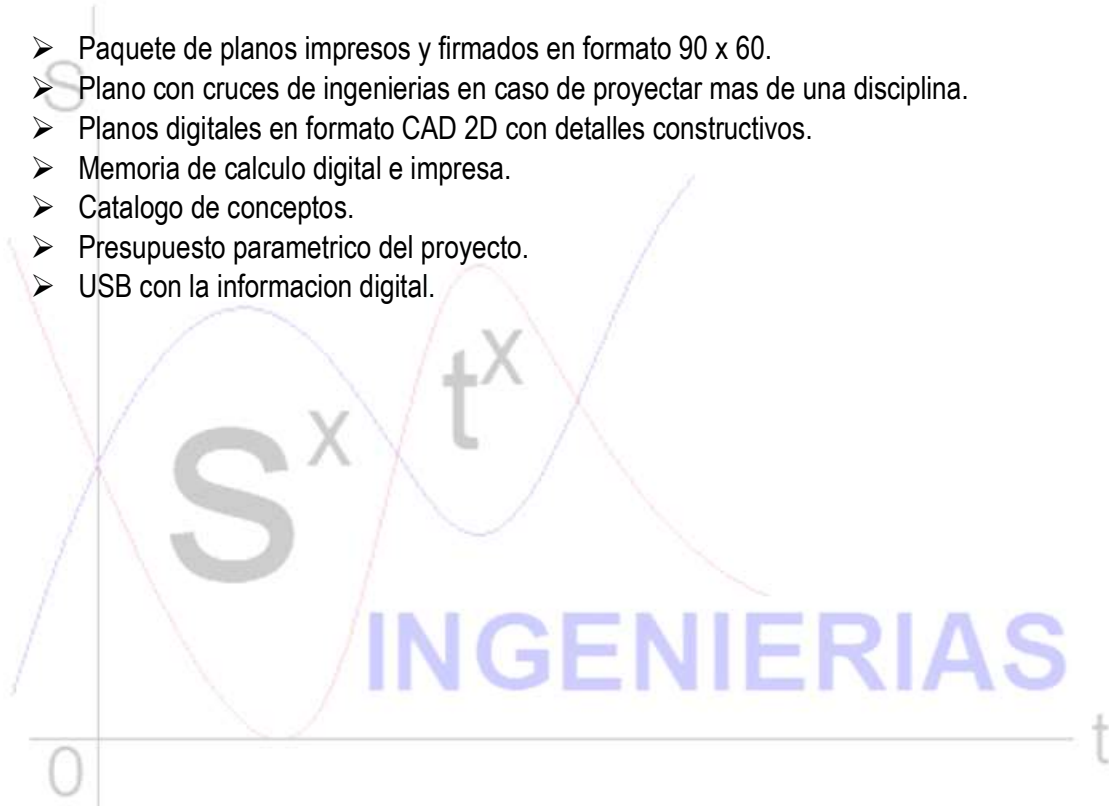 S
➢ Paquete de planos impresos y firmados en formato 90 x 60.
➢ Plano con cruces de ingenierias en caso de proyectar mas de una disciplina.
➢ Planos digitales en formato CAD 2D con detalles constructivos.
➢ Memoria de calculo digital e impresa.
➢ Catalogo de conceptos.
➢ Presupuesto parametrico del proyecto.
➢ USB con la informacion digital.
S^x t^x
INGENIERIAS
t
0